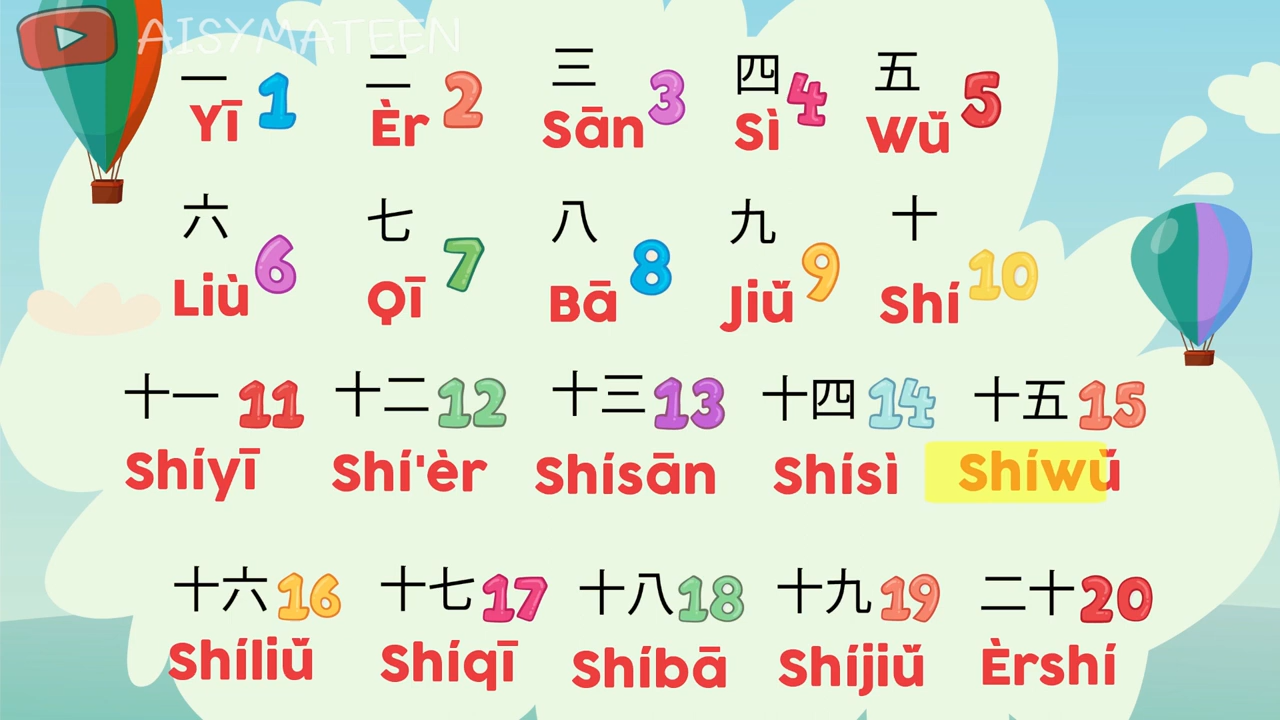 AISYMATEEN
一 二 三 四 五
1 2 3 4 5
Yī Èr Sān Sì Wǔ
六 七 八 九 十
6 7 8 9 10
Liù Qī Bā Jiǔ Shí
十一 11 十二 12 十三 13 十四 14 十五 15
Shíyī Shí'èr Shísān Shísì Shíwǔ
十六 16 十七 17 十八 18 十九 19 二十 20
Shíliǔ Shíqī Shíbā Shíjiǔ Èrshí